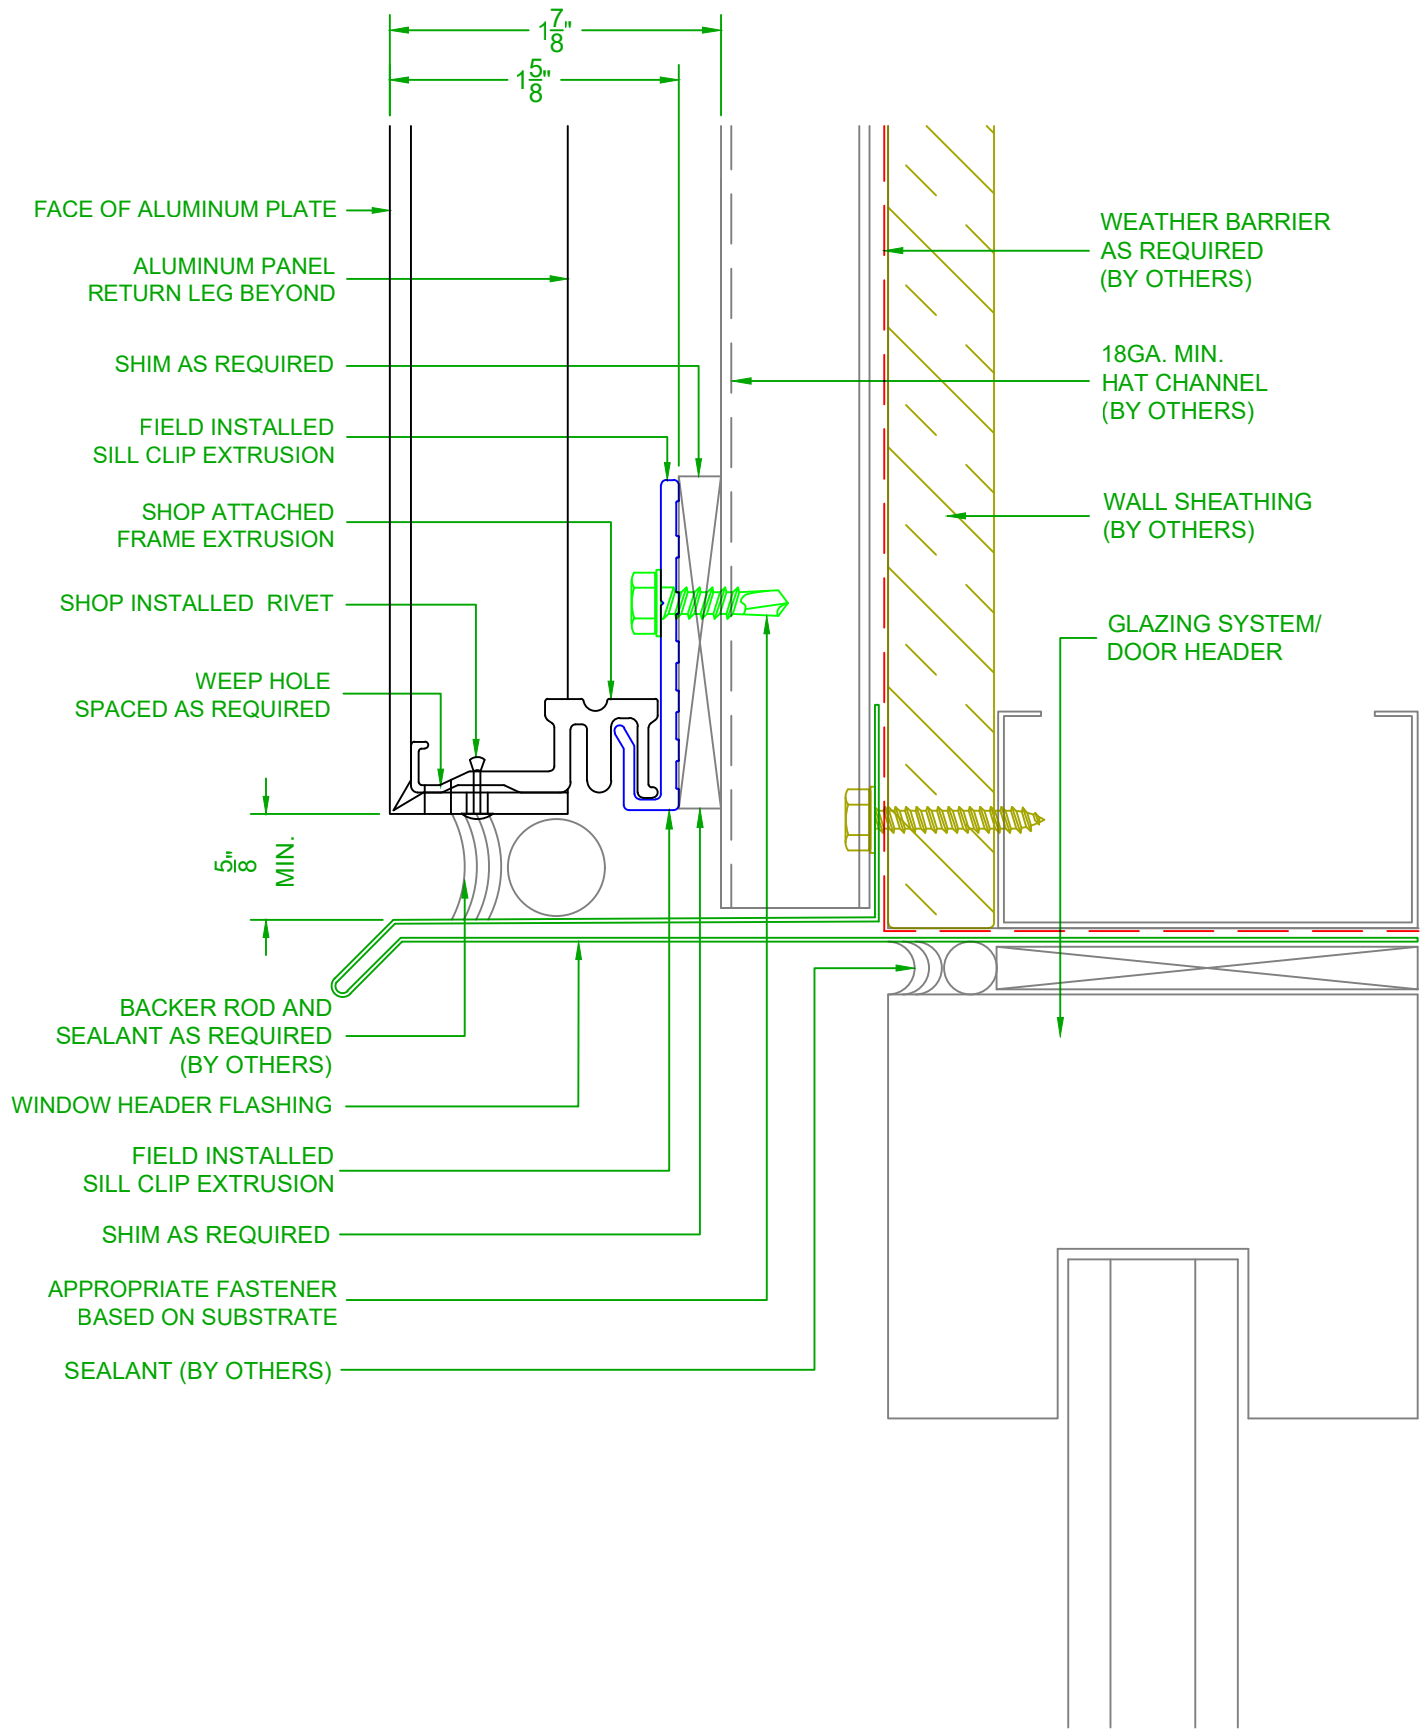 1 7/8"
1 5/8"
FACE OF ALUMINUM PLATE
ALUMINUM PANEL
RETURN LEG BEYOND
SHIM AS REQUIRED
FIELD INSTALLED
SILL CLIP EXTRUSION
SHOP ATTACHED
FRAME EXTRUSION
SHOP INSTALLED  RIVET
WEEP HOLE
SPACED AS REQUIRED
5/8"
MIN.
BACKER ROD AND
SEALANT AS REQUIRED
(BY OTHERS)
WINDOW HEADER FLASHING
FIELD INSTALLED
SILL CLIP EXTRUSION
SHIM AS REQUIRED
APPROPRIATE FASTENER
BASED ON SUBSTRATE
SEALANT (BY OTHERS)
WEATHER BARRIER
AS REQUIRED
(BY OTHERS)
18GA. MIN.
HAT CHANNEL
(BY OTHERS)
WALL SHEATHING
(BY OTHERS)
GLAZING SYSTEM/
DOOR HEADER